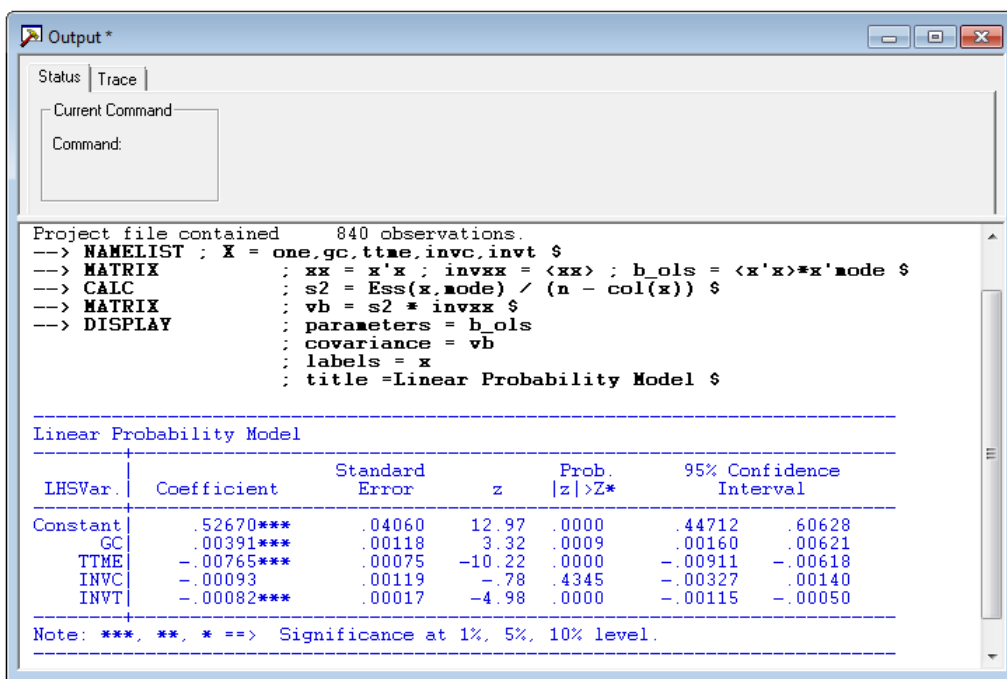 Output *
Status Trace
Current Command
Command:
Project file contained 840 observations.
--> NAMELIST ; X = one,gc,ttme,invc,invt $
--> MATRIX ; xx = x'x ; invxx = <xx> ; b_ols = <x'x>*x'mode $
--> CALC ; s2 = Ess(x,mode) / (n - col(x)) $
--> MATRIX ; vb = s2 * invxx $
--> DISPLAY ; parameters = b_ols
; covariance = vb
; labels = x
; title =Linear Probability Model $
Linear Probability Model
Standard Prob. 95% Confidence
LHSVar.| Coefficient Error z |z|>Z* Interval
Constant| .52670*** .04060 12.97 .0000 .44712 .60628
GC| .00391*** .00118 3.32 .0009 .00160 .00621
TTME| -.00765*** .00075 -10.22 .0000 -.00911 -.00618
INVC| -.00093 .00119 -.78 .4345 -.00327 .00140
INVT| -.00082*** .00017 -4.98 .0000 -.00115 -.00050
Note: ***, **, * ==> Significance at 1%, 5%, 10% level.